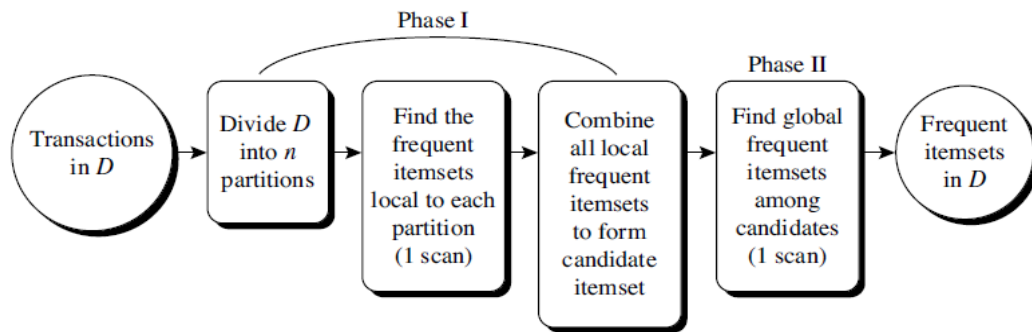 Phase I
Phase II
Transactions
in D
Divide D
into n
partitions
Find the
frequent
itemsets
local to each
partition
(1 scan)
Combine
all local
frequent
itemsets
to form
candidate
itemset
Find global
frequent
itemsets
among
candidates
(1 scan)
Frequent
itemsets
in D